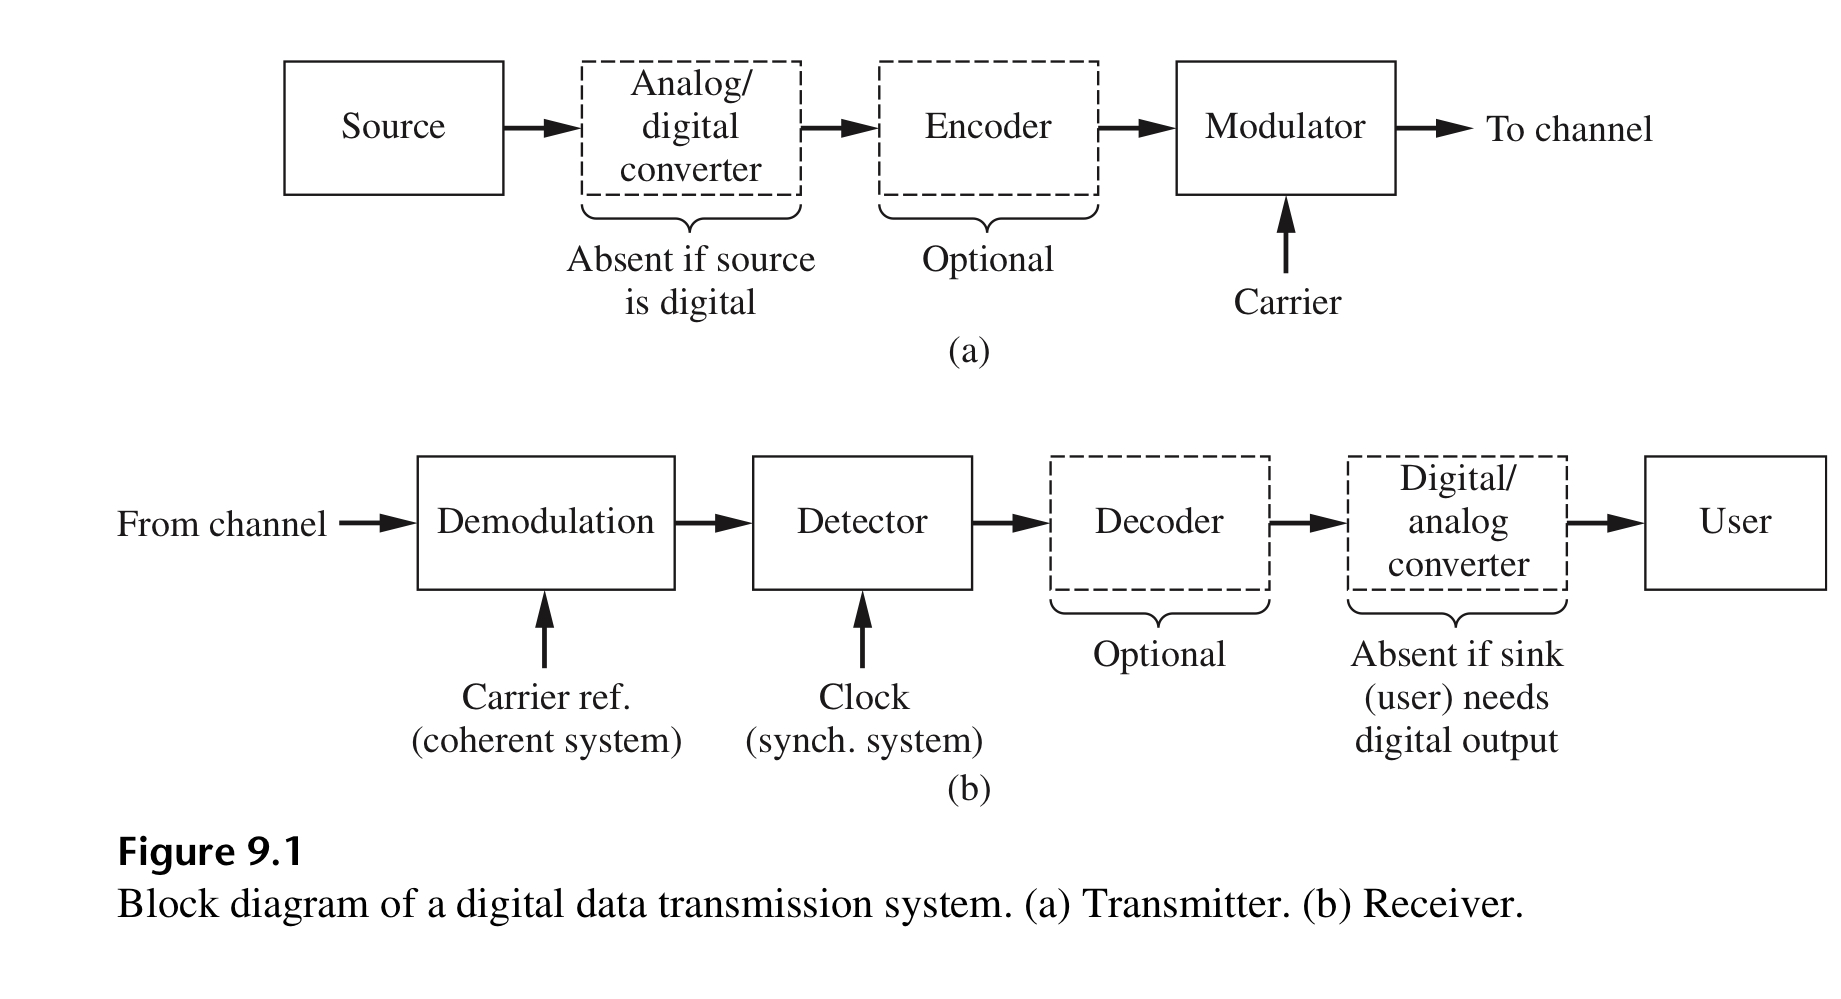 Source
Analog/
digital
converter
Encoder
Modulator
To channel
Absent if source
is digital
Optional
Carrier
(a)
From channel
Demodulation
Detector
Decoder
Digital/
analog
converter
User
Carrier ref.
(coherent system)
Clock
(synch. system)
Optional
Absent if sink
(user) needs
digital output
(b)
Figure 9.1
Block diagram of a digital data transmission system. (a) Transmitter. (b) Receiver.